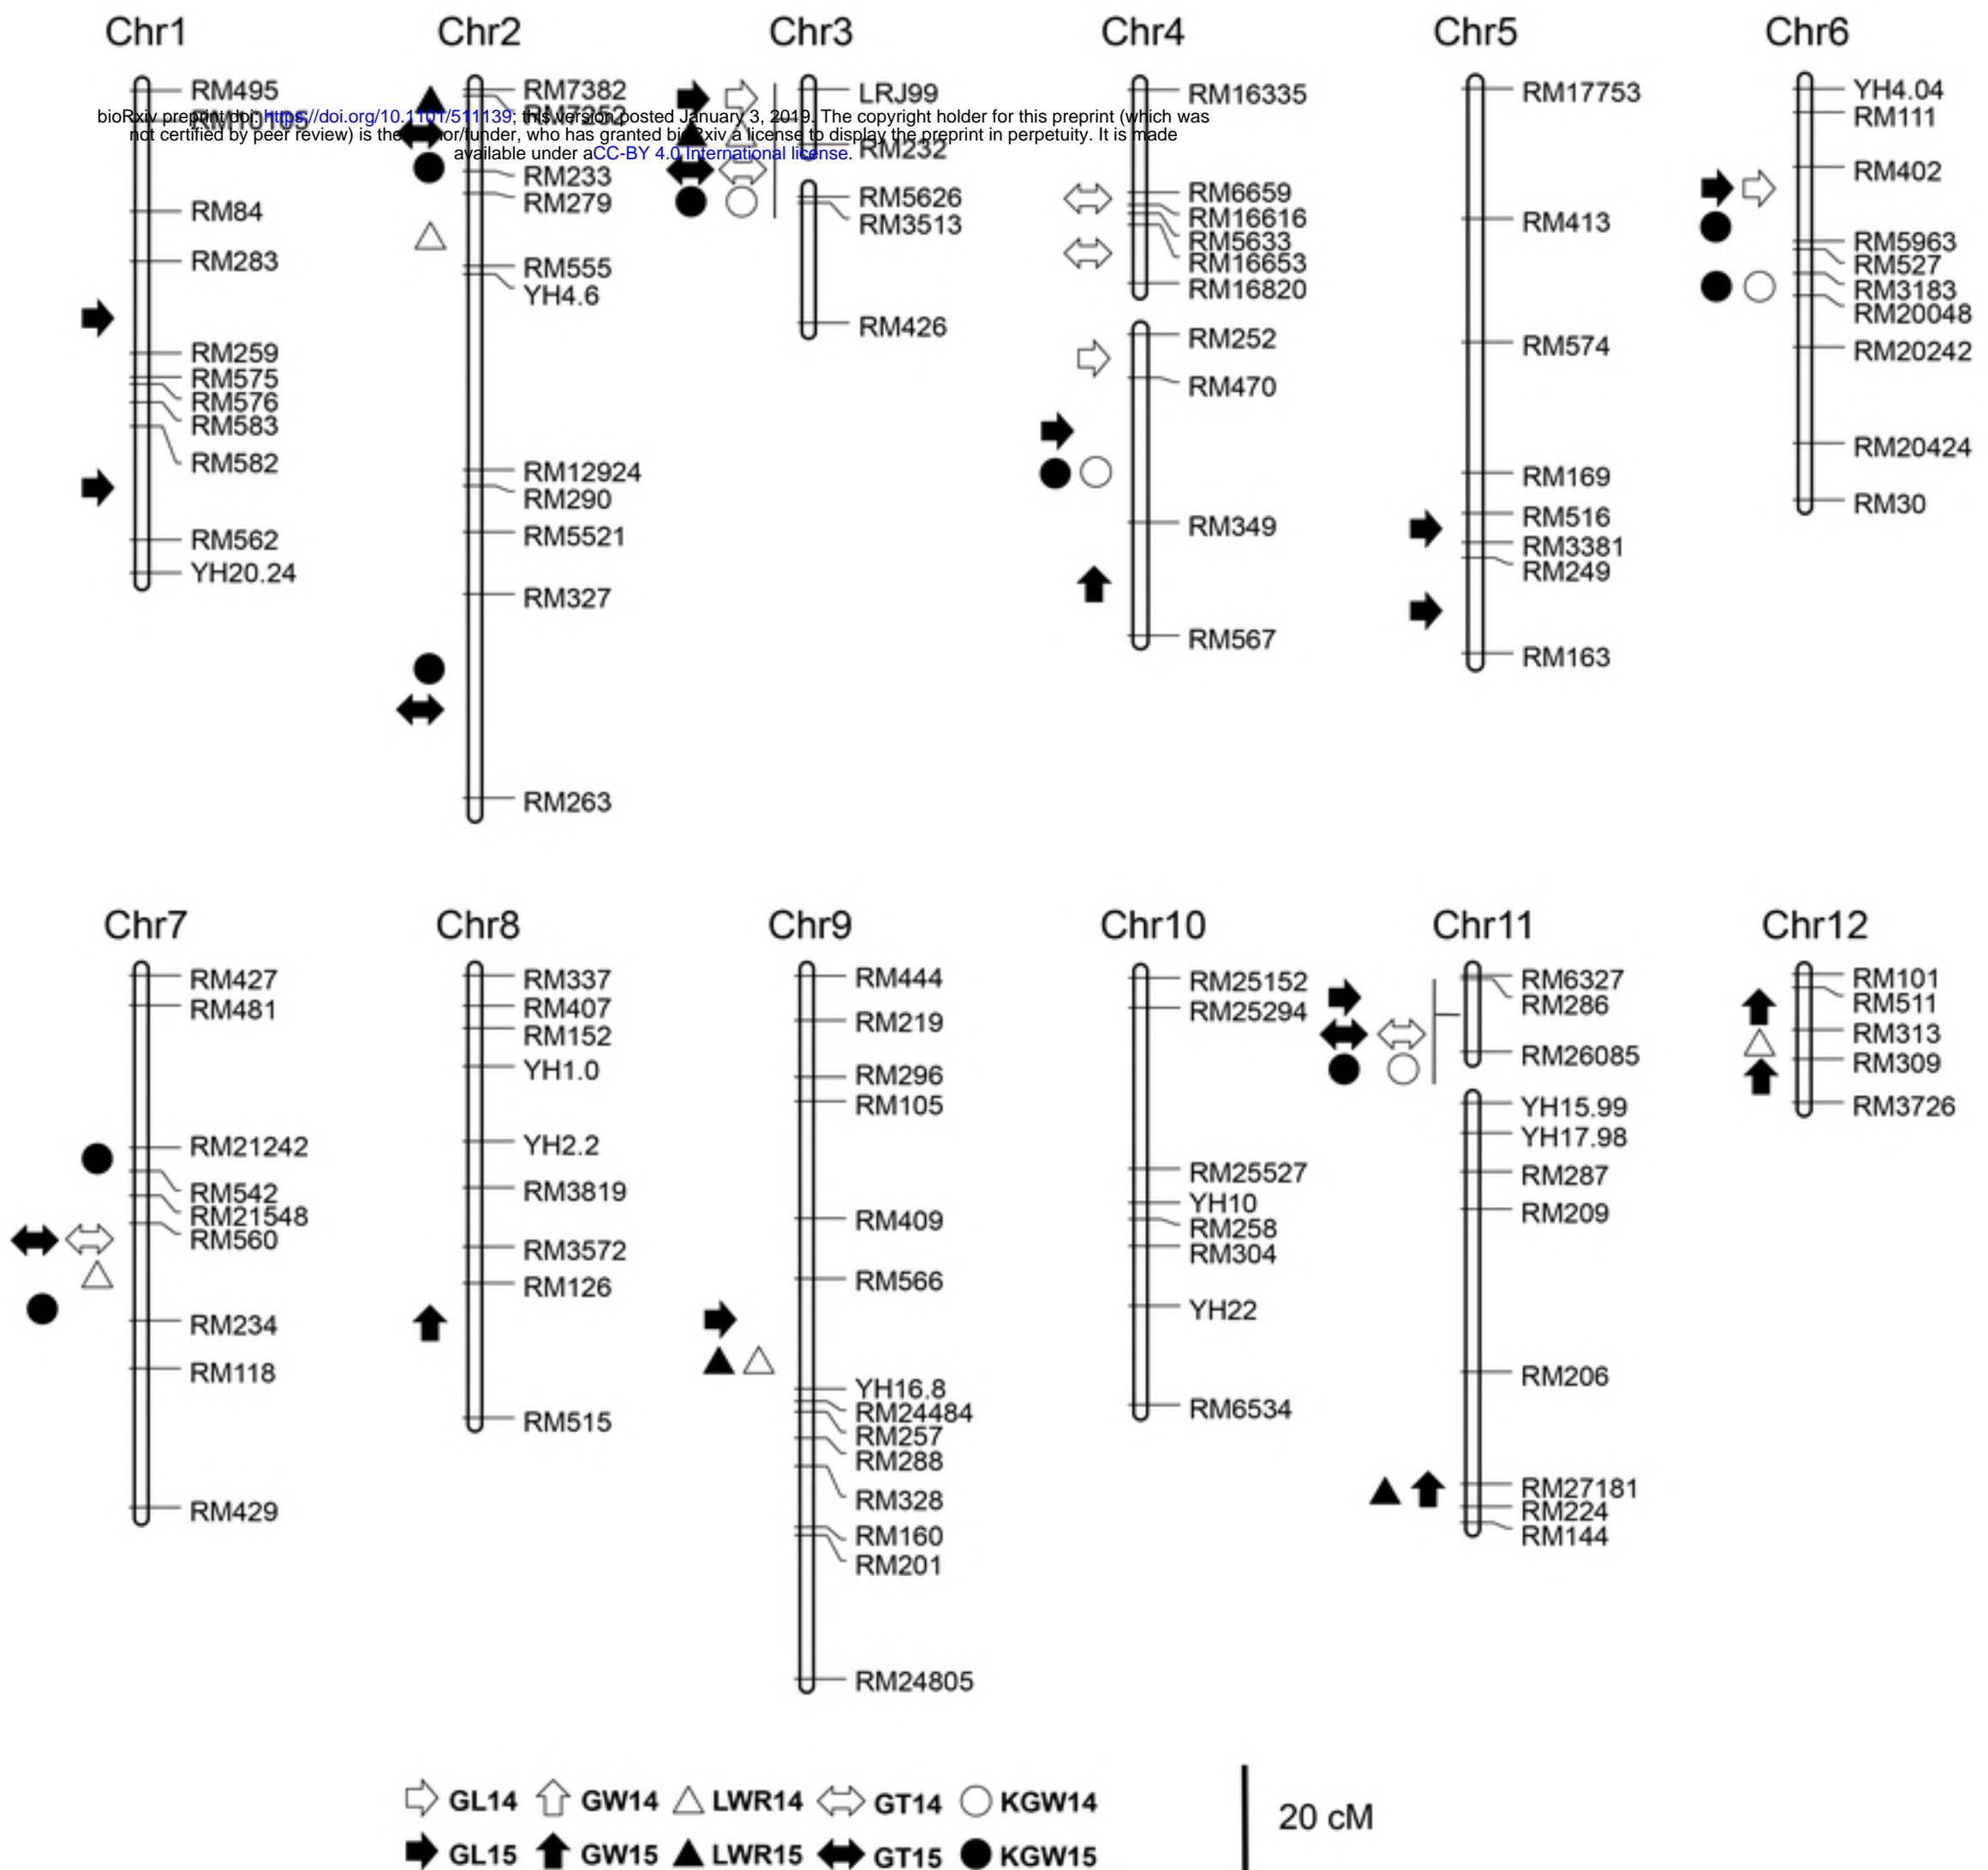 Chr1
RM495
RM84
RM283
RM259
RM575
RM576
RM583
RM582
RM562
YH20.24
Chr2
RM7382
RM7252
RM233
RM279
RM555
YH4.6
RM12924
RM290
RM5521
RM327
RM263
Chr3
LRJ99
RM232
RM5626
RM3513
RM426
Chr4
RM16335
RM6659
RM16616
RM5633
RM16653
RM16820
RM252
RM470
RM349
RM567
Chr5
RM17753
RM413
RM574
RM169
RM516
RM3381
RM249
RM163
Chr6
YH4.04
RM111
RM402
RM5963
RM527
RM3183
RM20048
RM20242
RM20424
RM30
bioRxiv preprint doi: https://doi.org/10.1101/511139; this version posted January 3, 2019. The copyright holder for this preprint (which was
not certified by peer review) is the author/funder, who has granted bioRxiv a license to display the preprint in perpetuity. It is made
available under aCC-BY 4.0 International license.
Chr7
RM427
RM481
RM21242
RM542
RM21548
RM560
RM234
RM118
RM429
Chr8
RM337
RM407
RM152
YH1.0
YH2.2
RM3819
RM3572
RM126
RM515
Chr9
RM444
RM219
RM296
RM105
RM409
RM566
YH16.8
RM24484
RM257
RM288
RM328
RM160
RM201
RM24805
Chr10
RM25152
RM25294
RM25527
YH10
RM258
RM304
YH22
RM6534
Chr11
RM6327
RM286
RM26085
YH15.99
YH17.98
RM287
RM209
RM206
RM27181
RM224
RM144
Chr12
RM101
RM511
RM313
RM309
RM3726
GL14 GW14 LWR14 GT14 KGW14
GL15 GW15 LWR15 GT15 KGW15
20 cM